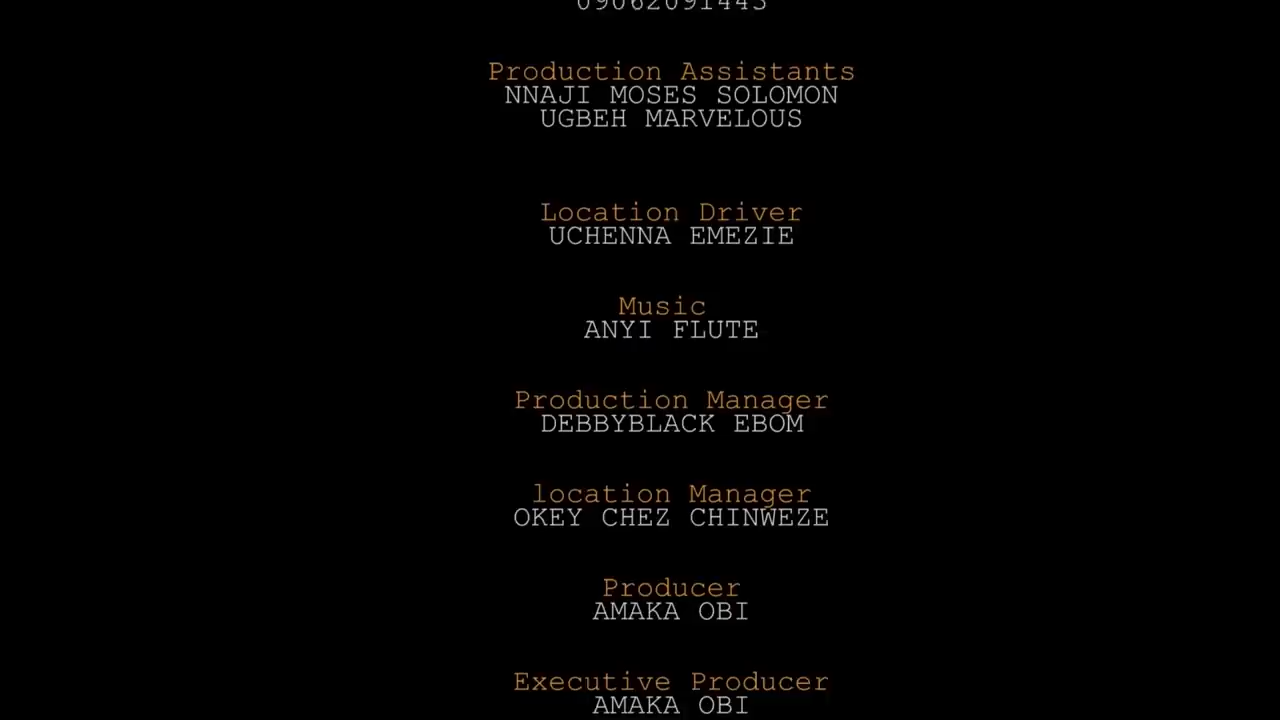 09062091443
Production Assistants
NNAJI MOSES SOLOMON
UGBEH MARVELOUS
Location Driver
UCHENNA EMEZIE
Music
ANYI FLUTE
Production Manager
DEBBYBLACK EBOM
location Manager
OKEY CHEZ CHINWEZE
Producer
AMAKA OBI
Executive Producer
AMAKA OBI